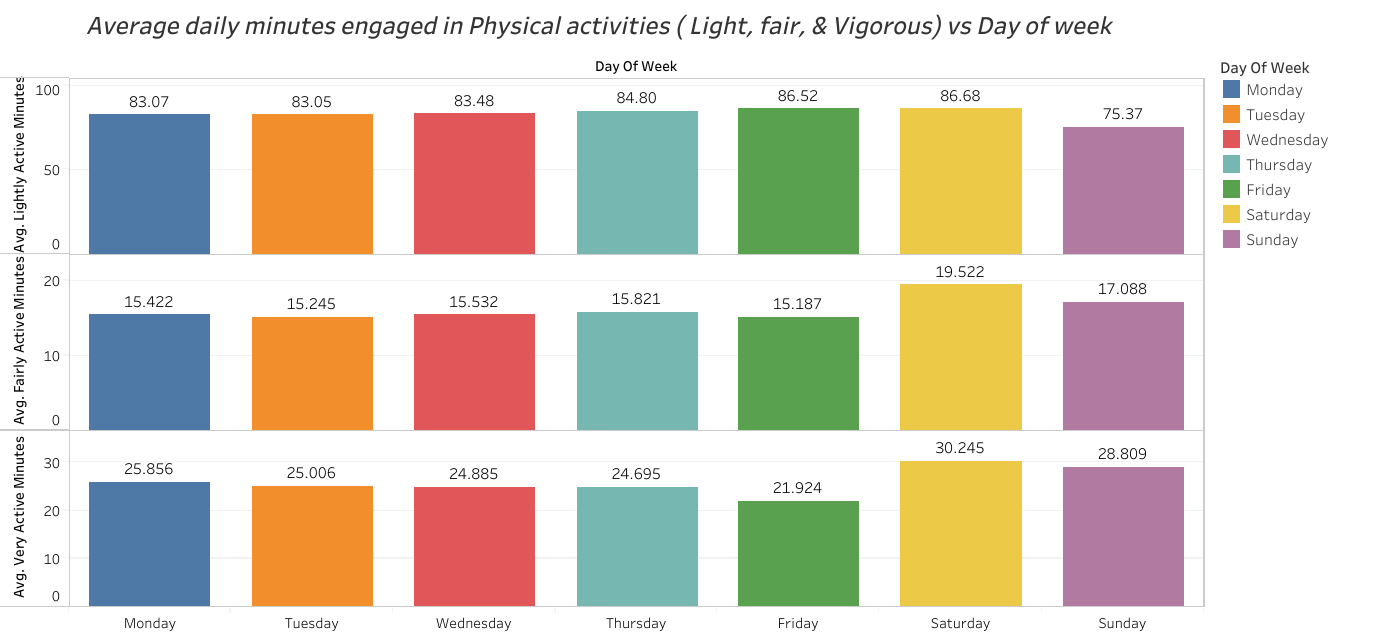 Average daily minutes engaged in Physical activities ( Light, fair, & Vigorous) vs Day of week
Day Of Week
Avg. Lightly Active Minutes
100
50
0
83.07
83.05
83.48
84.80
86.52
86.68
75.37
Avg. Fairly Active Minutes
20
10
0
15.422
15.245
15.532
15.821
15.187
19.522
17.088
Avg. Very Active Minutes
30
20
10
0
25.856
25.006
24.885
24.695
21.924
30.245
28.809
Monday
Tuesday
Wednesday
Thursday
Friday
Saturday
Sunday
Day Of Week
Monday
Tuesday
Wednesday
Thursday
Friday
Saturday
Sunday